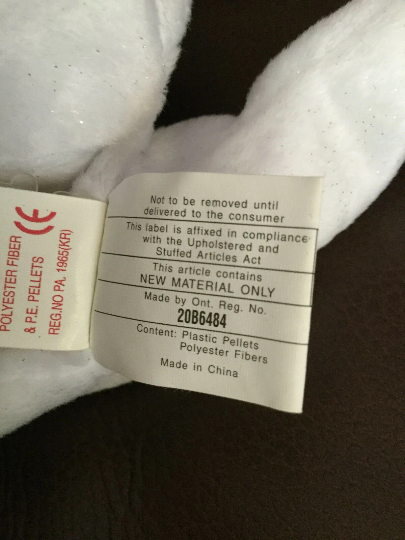 POLYESTER FIBER
& P.E. PELLETS
REG.NO PA. 1965(KR)
CE
Not to be removed until
delivered to the consumer
This label is affixed in compliance
with the Upholstered and
Stuffed Articles Act
This article contains
NEW MATERIAL ONLY
Made by Ont. Reg. No.
20B6484
Content: Plastic Pellets
Polyester Fibers
Made in China